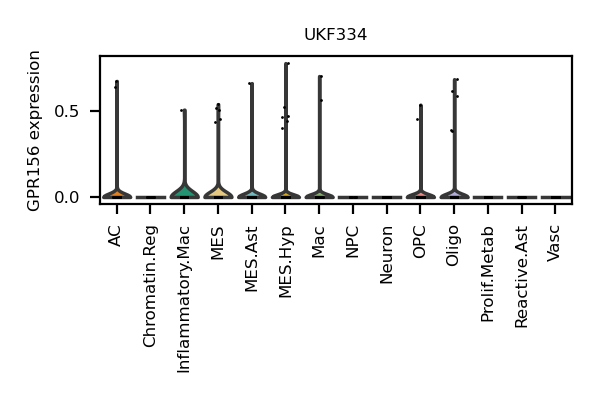 UKF334
GPR156 expression
0.5
0.0
AC
Chromatin.Reg
Inflammatory.Mac
MES
MES.Ast
MES.Hyp
Mac
NPC
Neuron
OPC
Oligo
Prolif.Metab
Reactive.Ast
Vasc